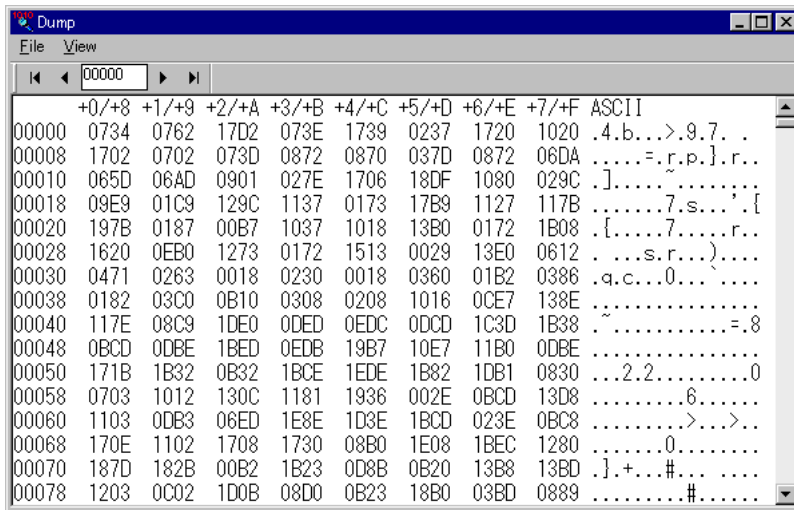 1010 Dump
File View
00000
+0/+8 +1/+9 +2/+A +3/+B +4/+C +5/+D +6/+E +7/+F ASCII
00000 0734 0762 17D2 073E 1739 0237 1720 1020 .4.b...>.9.7. .
00008 1702 0702 073D 0872 0870 037D 0872 06DA .....=.r.p.}.r..
00010 065D 06AD 0901 027E 1706 18DF 1080 029C .].....~........
00018 09E9 01C9 129C 1137 0173 17B9 1127 117B .......7.s...'.{
00020 197B 0187 00B7 1037 1018 13B0 0172 1B08 .{.....7.....r..
00028 1620 0EB0 1273 0172 1513 0029 13E0 0612 . ...s.r...)....
00030 0471 0263 0018 0230 0018 0360 01B2 0386 .q.c...0...`....
00038 0182 03C0 0B10 0308 0208 1016 0CE7 138E ................
00040 117E 08C9 1DE0 0DED 0EDC 0DCD 1C3D 1B38 .~...........=.8
00048 0BCD 0DBE 1BED 0EDB 19B7 10E7 11B0 0DBE ................
00050 171B 1B32 0B32 1BCE 1EDE 1B82 1DB1 0830 ...2.2.........0
00058 0703 1012 130C 1181 1936 002E 0BCD 13D8 .........6......
00060 1103 0DB3 06ED 1E8E 1D3E 1BCD 023E 0BC8 .........>...>..
00068 170E 1102 1708 1730 08B0 1E08 1BEC 1280 .......0........
00070 187D 182B 00B2 1B23 0D8B 0B20 13B8 13BD .}.+...#... ....
00078 1203 0C02 1D0B 08D0 0B23 18B0 03BD 0889 .........#......